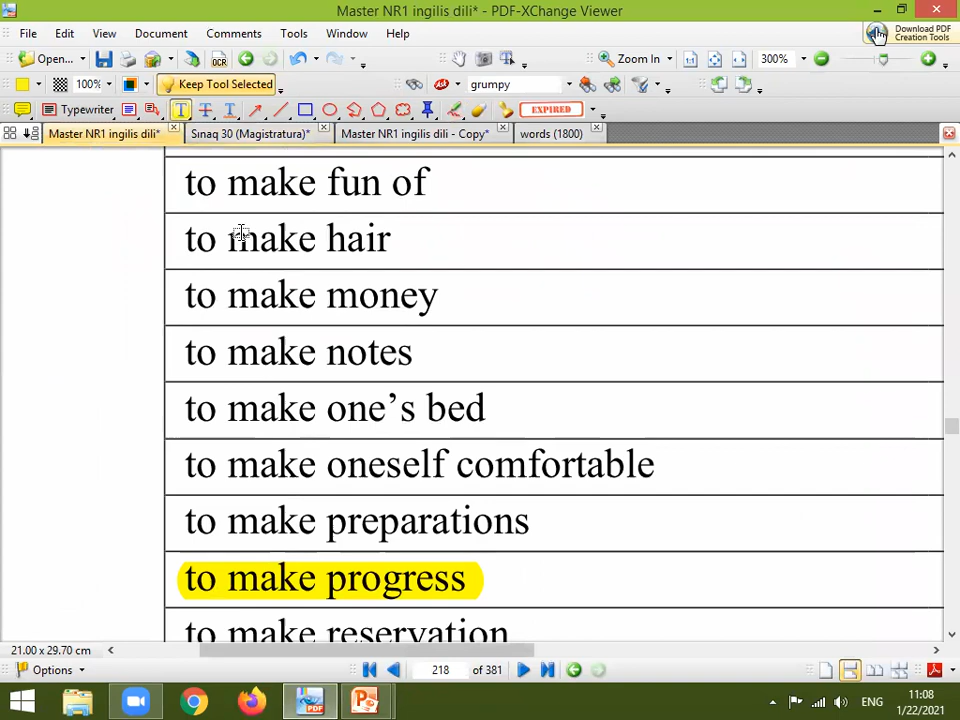 Master NR1 ingilis dili* - PDF-XChange Viewer
File Edit View Document Comments Tools Window Help
Download PDF Creation Tools
Open... OCR Zoom In 300%
100% Keep Tool Selected grumpy
Typewriter EXPIRED
Master NR1 ingilis dili* Sınaq 30 (Magistratura)* Master NR1 ingilis dili - Copy* words (1800)
to make fun of
to make hair
to make money
to make notes
to make one's bed
to make oneself comfortable
to make preparations
to make progress
to make reservation
21.00 x 29.70 cm
Options 218 of 381
ENG 11:08
1/22/2021